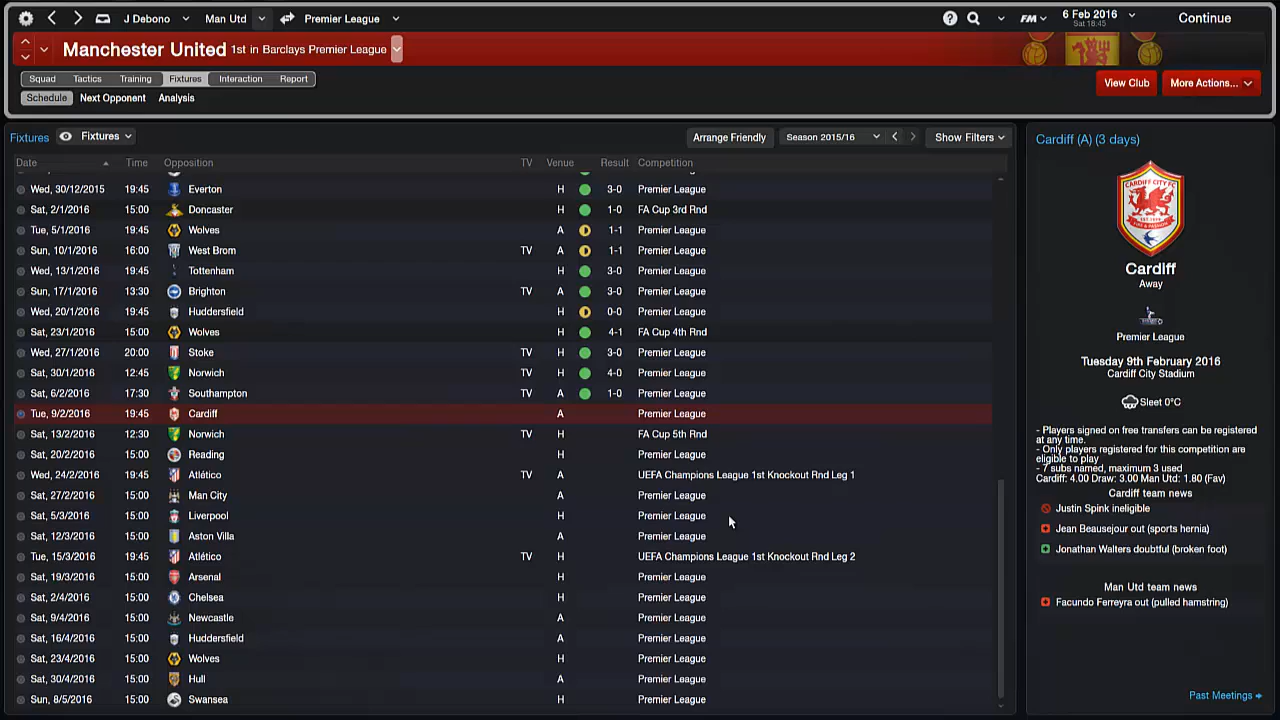 J Debono Man Utd Premier League FM 6 Feb 2016 Sat 18:45 Continue
Manchester United 1st in Barclays Premier League
Squad Tactics Training Fixtures Interaction Report
View Club More Actions...
Schedule Next Opponent Analysis
Fixtures Fixtures Arrange Friendly Season 2015/16 Show Filters
Date Time Opposition TV Venue Result Competition
Wed, 30/12/2015 19:45 Everton H 3-0 Premier League
Sat, 2/1/2016 15:00 Doncaster H 1-0 FA Cup 3rd Rnd
Tue, 5/1/2016 19:45 Wolves A 1-1 Premier League
Sun, 10/1/2016 16:00 West Brom TV A 1-1 Premier League
Wed, 13/1/2016 19:45 Tottenham H 3-0 Premier League
Sun, 17/1/2016 13:30 Brighton TV A 3-0 Premier League
Wed, 20/1/2016 19:45 Huddersfield H 0-0 Premier League
Sat, 23/1/2016 15:00 Wolves H 4-1 FA Cup 4th Rnd
Wed, 27/1/2016 20:00 Stoke TV H 3-0 Premier League
Sat, 30/1/2016 12:45 Norwich TV H 4-0 Premier League
Sat, 6/2/2016 17:30 Southampton TV A 1-0 Premier League
Tue, 9/2/2016 19:45 Cardiff A Premier League
Sat, 13/2/2016 12:30 Norwich TV H FA Cup 5th Rnd
Sat, 20/2/2016 15:00 Reading H Premier League
Wed, 24/2/2016 19:45 Atlético TV A UEFA Champions League 1st Knockout Rnd Leg 1
Sat, 27/2/2016 15:00 Man City A Premier League
Sat, 5/3/2016 15:00 Liverpool H Premier League
Sat, 12/3/2016 15:00 Aston Villa A Premier League
Tue, 15/3/2016 19:45 Atlético TV H UEFA Champions League 1st Knockout Rnd Leg 2
Sat, 19/3/2016 15:00 Arsenal H Premier League
Sat, 2/4/2016 15:00 Chelsea H Premier League
Sat, 9/4/2016 15:00 Newcastle A Premier League
Sat, 16/4/2016 15:00 Huddersfield A Premier League
Sat, 23/4/2016 15:00 Wolves H Premier League
Sat, 30/4/2016 15:00 Hull A Premier League
Sun, 8/5/2016 15:00 Swansea H Premier League
Cardiff (A) (3 days)
CARDIFF CITY FC
Cardiff
Away
Premier League
Tuesday 9th February 2016
Cardiff City Stadium
Sleet 0°C
- Players signed on free transfers can be registered
at any time.
- Only players registered for this competition are
eligible to play
- 7 subs named, maximum 3 used
Cardiff: 4.00 Draw: 3.00 Man Utd: 1.80 (Fav)
Cardiff team news
Justin Spink ineligible
Jean Beausejour out (sports hernia)
Jonathan Walters doubtful (broken foot)
Man Utd team news
Facundo Ferreyra out (pulled hamstring)
Past Meetings